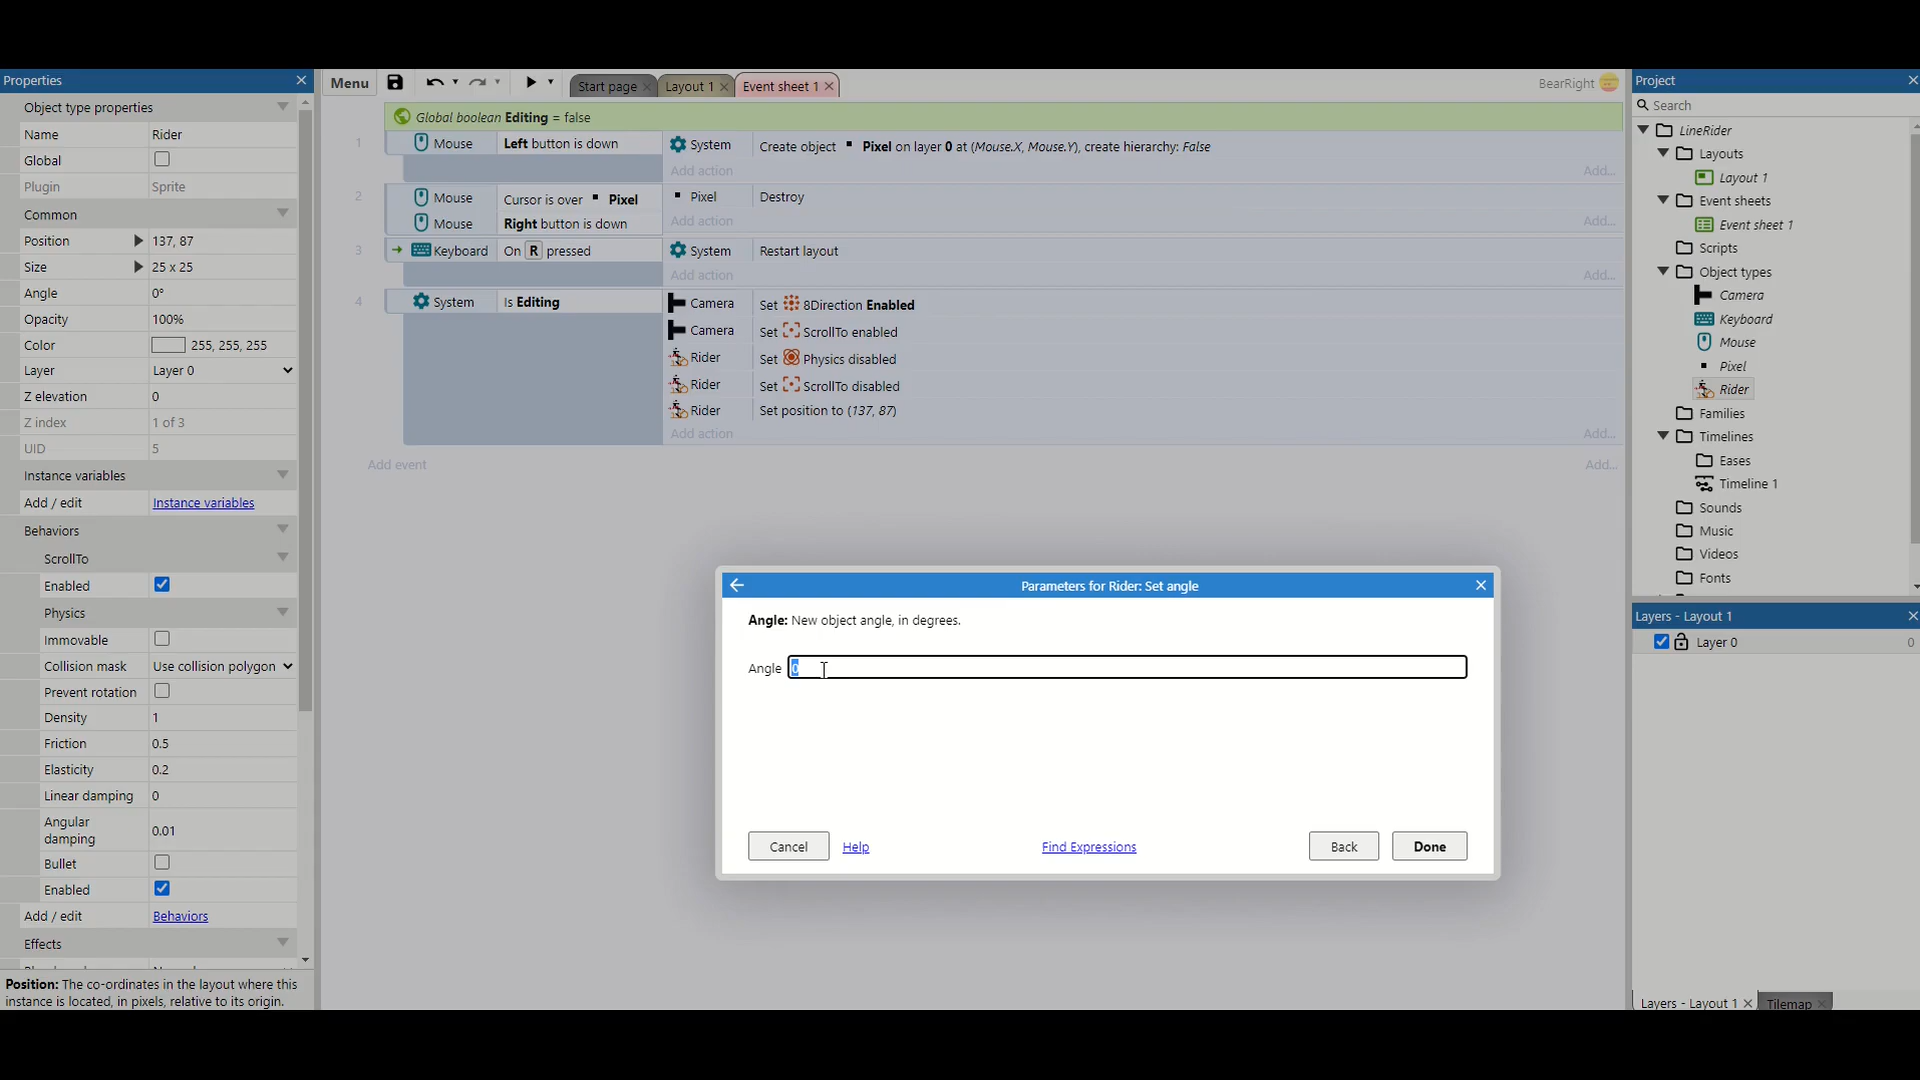 Properties
Object type properties
Name Rider
Global
Plugin Sprite
Common
Position 137, 87
Size 25 x 25
Angle 0°
Opacity 100%
Color 255, 255, 255
Layer Layer 0
Z elevation 0
Z index 1 of 3
UID 5
Instance variables
Add / edit Instance variables
Behaviors
ScrollTo
Enabled
Physics
Immovable
Collision mask Use collision polygon
Prevent rotation
Density 1
Friction 0.5
Elasticity 0.2
Linear damping 0
Angular
damping 0.01
Bullet
Enabled
Add / edit Behaviors
Effects
Position: The co-ordinates in the layout where this
instance is located, in pixels, relative to its origin.
Menu Start page Layout 1 Event sheet 1 BearRight
Global boolean Editing = false
1 Mouse Left button is down System Create object Pixel on layer 0 at (Mouse.X, Mouse.Y), create hierarchy: False
Add action Add...
2 Mouse Cursor is over Pixel Pixel Destroy
Mouse Right button is down Add action Add...
3 Keyboard On R pressed System Restart layout
Add action Add...
4 System Is Editing Camera Set 8Direction Enabled
Camera Set ScrollTo enabled
Rider Set Physics disabled
Rider Set ScrollTo disabled
Rider Set position to (137, 87)
Add action Add...
Add event Add...
Parameters for Rider: Set angle
Angle: New object angle, in degrees.
Angle 0
Cancel Help Find Expressions Back Done
Project
Search
LineRider
Layouts
Layout 1
Event sheets
Event sheet 1
Scripts
Object types
Camera
Keyboard
Mouse
Pixel
Rider
Families
Timelines
Eases
Timeline 1
Sounds
Music
Videos
Fonts
Layers - Layout 1
Layer 0 0
Layers - Layout 1 Tilemap